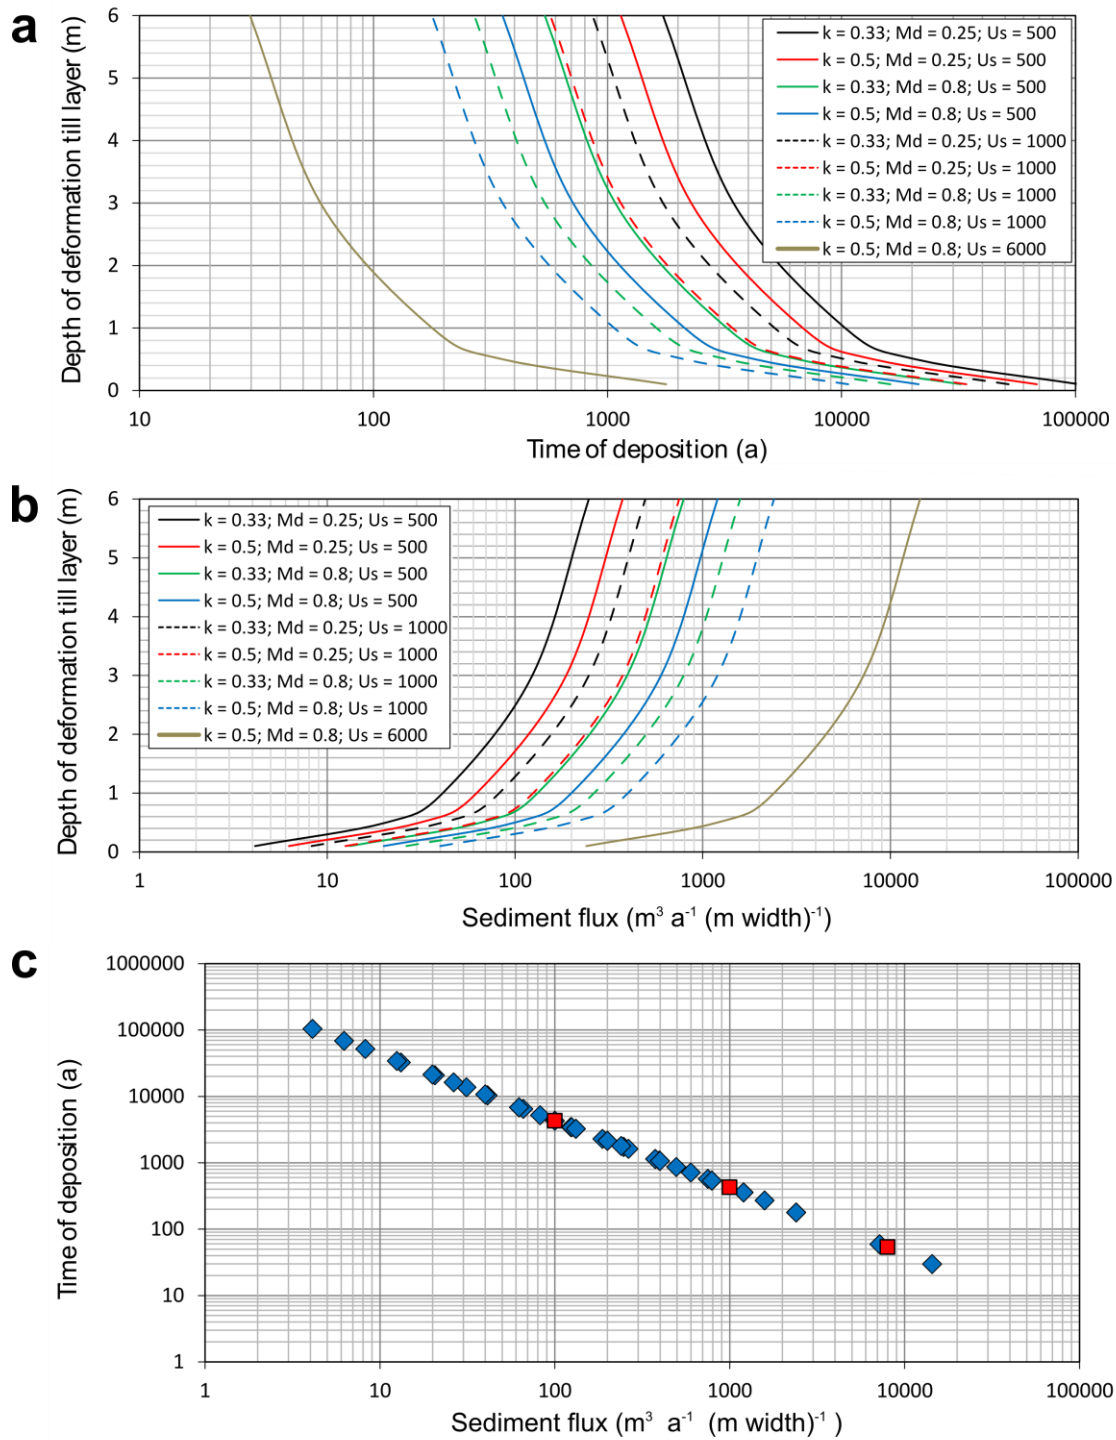 a
Depth of deformation till layer (m)
6
5
4
3
2
1
0
k = 0.33; Md = 0.25; Us = 500
k = 0.5; Md = 0.25; Us = 500
k = 0.33; Md = 0.8; Us = 500
k = 0.5; Md = 0.8; Us = 500
k = 0.33; Md = 0.25; Us = 1000
k = 0.5; Md = 0.25; Us = 1000
k = 0.33; Md = 0.8; Us = 1000
k = 0.5; Md = 0.8; Us = 1000
k = 0.5; Md = 0.8; Us = 6000
10 100 1000 10000 100000
Time of deposition (a)
b
Depth of deformation till layer (m)
6
5
4
3
2
1
0
k = 0.33; Md = 0.25; Us = 500
k = 0.5; Md = 0.25; Us = 500
k = 0.33; Md = 0.8; Us = 500
k = 0.5; Md = 0.8; Us = 500
k = 0.33; Md = 0.25; Us = 1000
k = 0.5; Md = 0.25; Us = 1000
k = 0.33; Md = 0.8; Us = 1000
k = 0.5; Md = 0.8; Us = 1000
k = 0.5; Md = 0.8; Us = 6000
1 10 100 1000 10000 100000
Sediment flux (m³ a⁻¹ (m width)⁻¹)
c
Time of deposition (a)
1000000
100000
10000
1000
100
10
1
1 10 100 1000 10000 100000
Sediment flux (m³ a⁻¹ (m width)⁻¹)